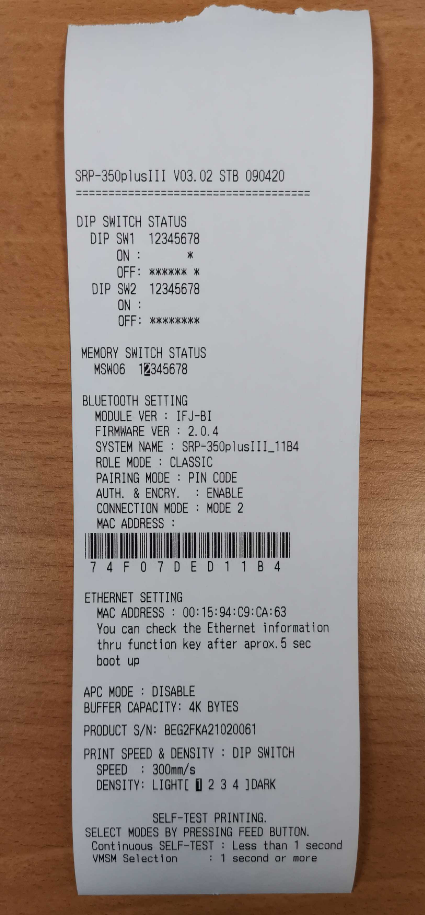 SRP-350plusIII V03.02 STB 090420
==================================
DIP SWITCH STATUS
DIP SW1 12345678
ON : *
OFF: ****** *
DIP SW2 12345678
ON :
OFF: ********
MEMORY SWITCH STATUS
MSW06 12345678
BLUETOOTH SETTING
MODULE VER : IFJ-BI
FIRMWARE VER : 2.0.4
SYSTEM NAME : SRP-350plusIII_11B4
ROLE MODE : CLASSIC
PAIRING MODE : PIN CODE
AUTH. & ENCRY. : ENABLE
CONNECTION MODE : MODE 2
MAC ADDRESS :
74F07DED11B4
ETHERNET SETTING
MAC ADDRESS : 00:15:94:C9:CA:63
You can check the Ethernet information
thru function key after aprox.5 sec
boot up
APC MODE : DISABLE
BUFFER CAPACITY: 4K BYTES
PRODUCT S/N: BEG2FKA21020061
PRINT SPEED & DENSITY : DIP SWITCH
SPEED : 300mm/s
DENSITY: LIGHT[ 1 2 3 4 ]DARK
SELF-TEST PRINTING.
SELECT MODES BY PRESSING FEED BUTTON.
Continuous SELF-TEST : Less than 1 second
VMSM Selection : 1 second or more